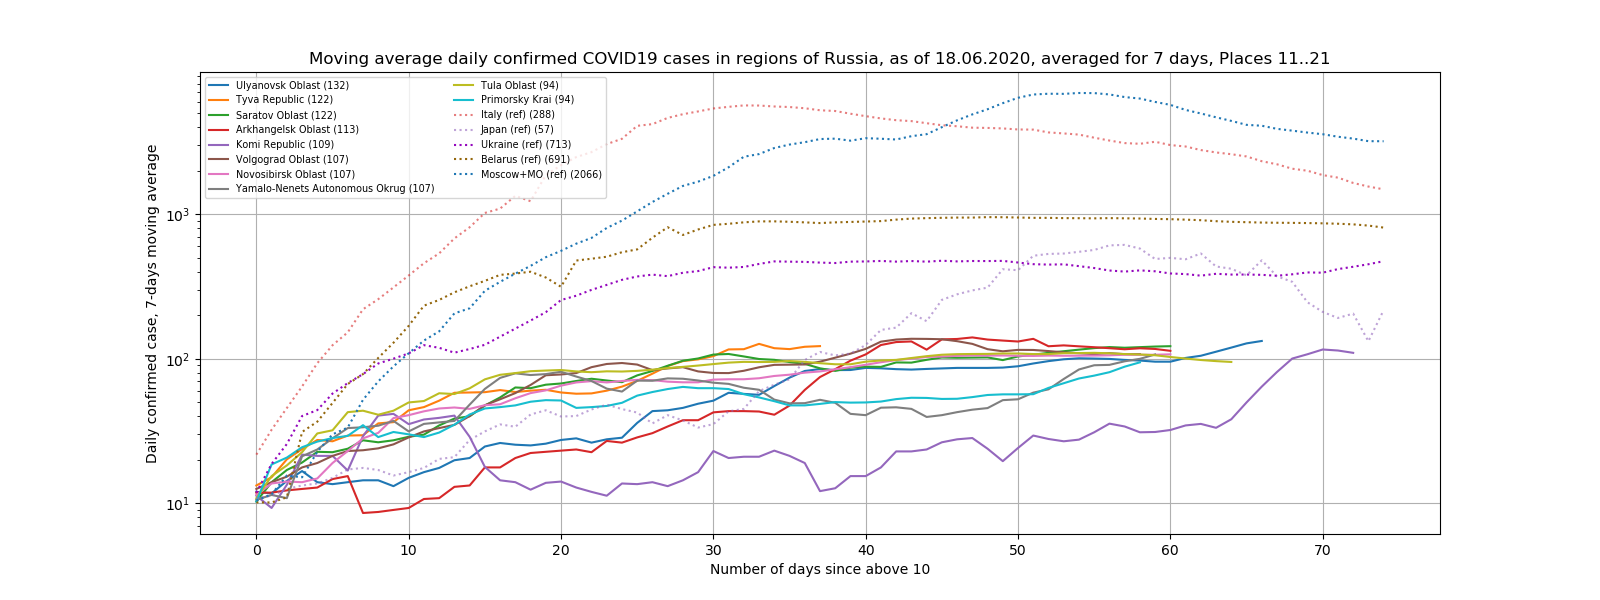 Moving average daily confirmed COVID19 cases in regions of Russia, as of 18.06.2020, averaged for 7 days, Places 11..21
Daily confirmed case, 7-days moving average
Ulyanovsk Oblast (132)
Tyva Republic (122)
Saratov Oblast (122)
Arkhangelsk Oblast (113)
Komi Republic (109)
Volgograd Oblast (107)
Novosibirsk Oblast (107)
Yamalo-Nenets Autonomous Okrug (107)
Tula Oblast (94)
Primorsky Krai (94)
Italy (ref) (288)
Japan (ref) (57)
Ukraine (ref) (713)
Belarus (ref) (691)
Moscow+MO (ref) (2066)
10³
10²
10¹
0 10 20 30 40 50 60 70
Number of days since above 10